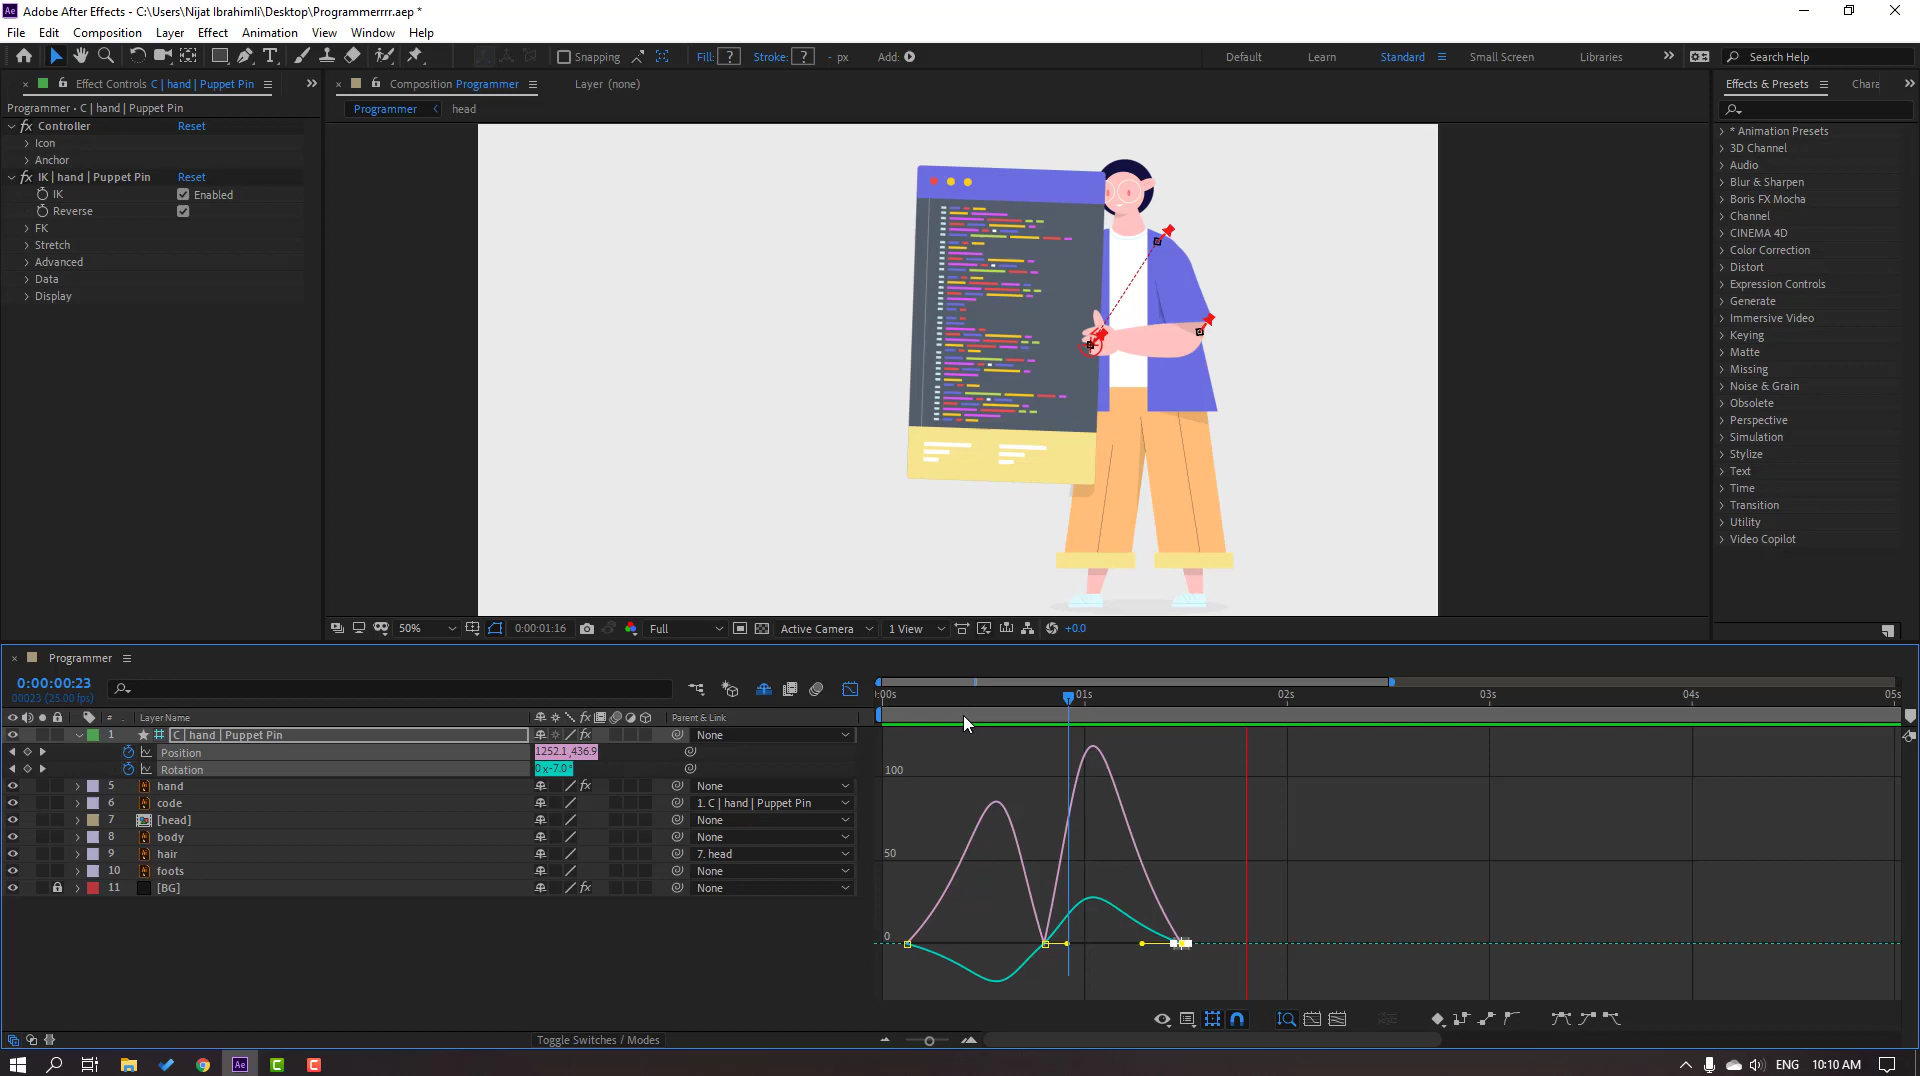 Adobe After Effects - C:\Users\Nijat Ibrahimli\Desktop\Programmerrrr.aep *
File Edit Composition Layer Effect Animation View Window Help
Snapping Fill: ? Stroke: ? - px Add: Default Learn Standard Small Screen Libraries Search Help
Effect Controls C | hand | Puppet Pin
Composition Programmer Layer (none)
Effects & Presets Chara
Programmer • C | hand | Puppet Pin
Programmer head
fx Controller Reset
Icon
Anchor
fx IK | hand | Puppet Pin Reset
IK Enabled
Reverse
FK
Stretch
Advanced
Data
Display
* Animation Presets
3D Channel
Audio
Blur & Sharpen
Boris FX Mocha
Channel
CINEMA 4D
Color Correction
Distort
Expression Controls
Generate
Immersive Video
Keying
Matte
Missing
Noise & Grain
Obsolete
Perspective
Simulation
Stylize
Text
Time
Transition
Utility
Video Copilot
50% 0:00:01:16 Full Active Camera 1 View +0.0
Programmer
0:00:00:23
00023 (25.00 fps)
:00s 01s 02s 03s 04s 05s
# Layer Name Parent & Link
1 C | hand | Puppet Pin None
Position 1252.1,436.9
Rotation 0x-7.0°
5 hand None
6 code 1. C | hand | Puppet Pin
7 [head] None
8 body None
9 hair 7. head
10 foots None
11 [BG] None
100
50
0
Toggle Switches / Modes
ENG 10:10 AM